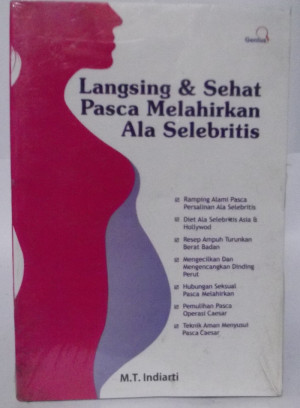 Langsing & Sehat
Pasca Melahirkan
Ala Selebritis
Ramping Alami Pasca
Persalinan Ala Selebritis
Diet Ala Selebritis Asia &
Hollywod
Resep Ampuh Turunkan
Berat Badan
Mengecilkan Dan
Mengencangkan Dinding
Perut
Hubungan Seksual
Pasca Melahirkan
Pemulihan Pasca
Operasi Caesar
Teknik Aman Menyusui
Pasca Caesar
M.T. Indiarti